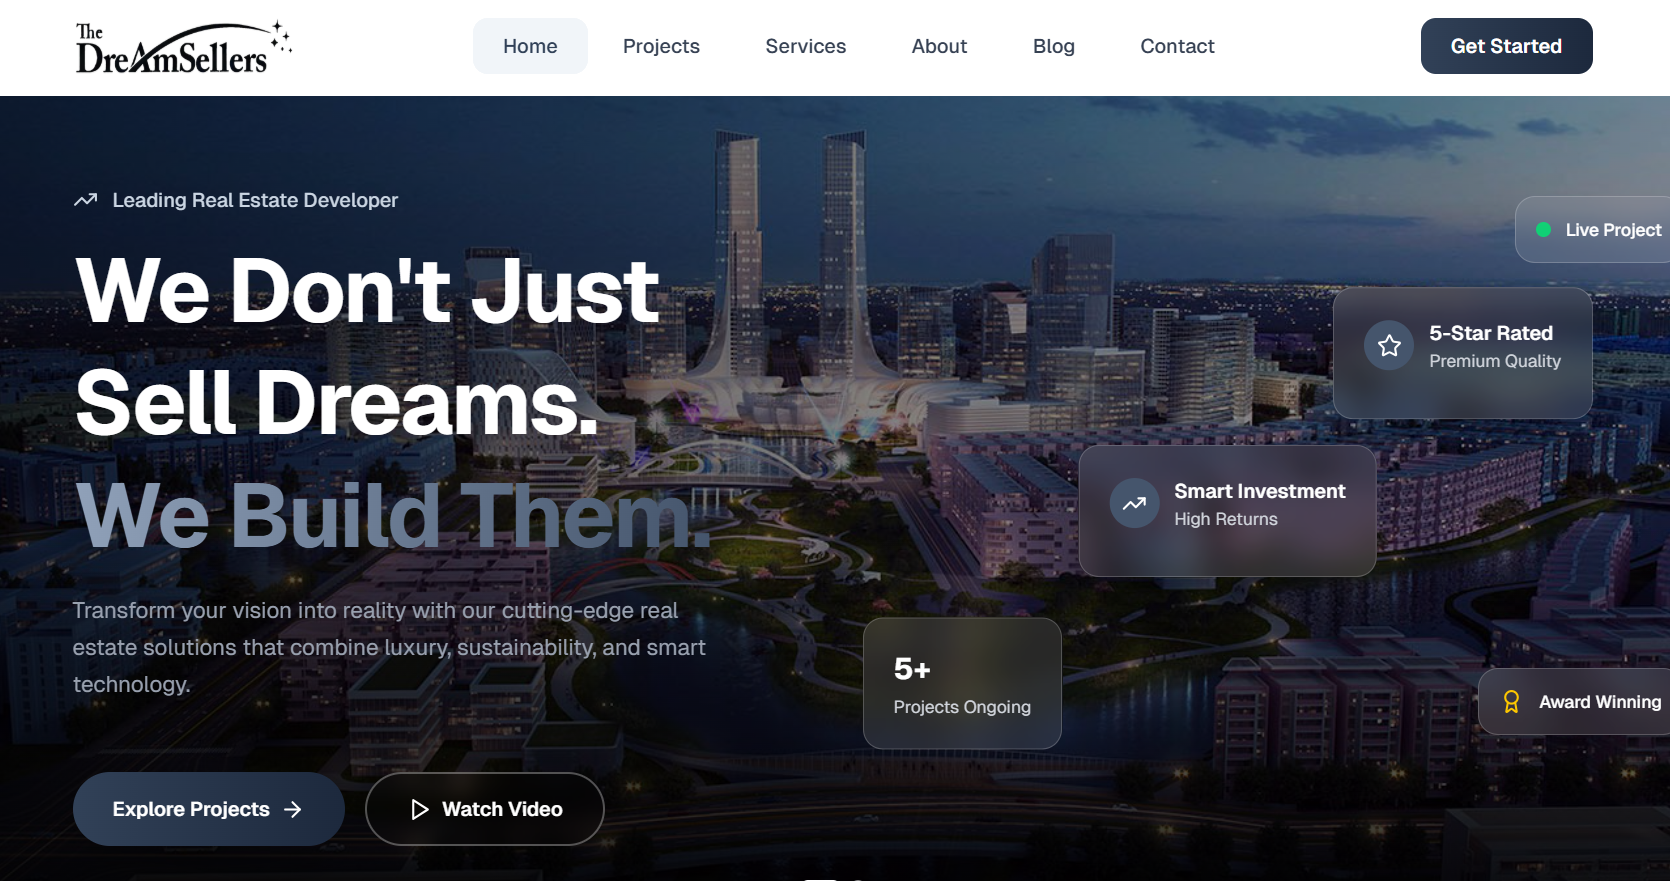 The
DreAmSellers
Home
Projects
Services
About
Blog
Contact
Get Started
Leading Real Estate Developer
We Don't Just
Sell Dreams.
We Build Them.
Transform your vision into reality with our cutting-edge real
estate solutions that combine luxury, sustainability, and smart
technology.
Explore Projects
Watch Video
Live Project
5-Star Rated
Premium Quality
Smart Investment
High Returns
5+
Projects Ongoing
Award Winning